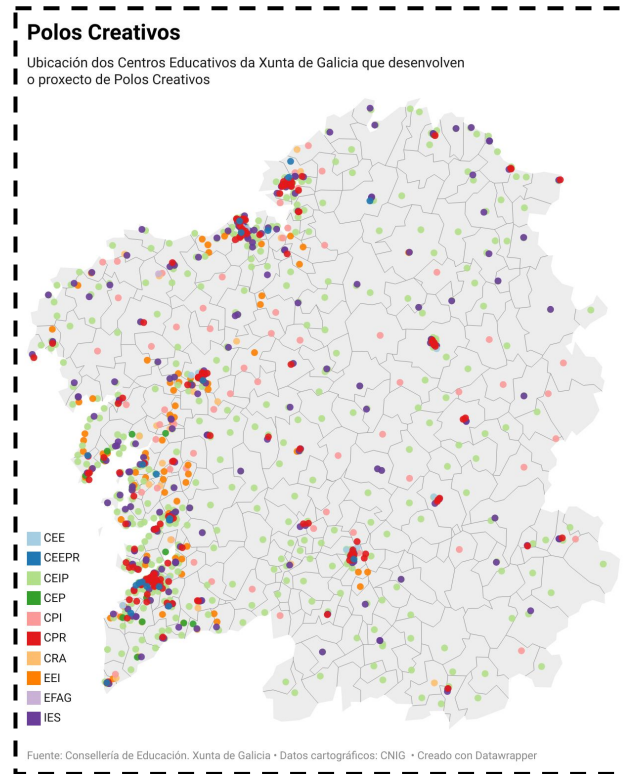 Polos Creativos
Ubicación dos Centros Educativos da Xunta de Galicia que desenvolven
o proxecto de Polos Creativos
CEE
CEEPR
CEIP
CEP
CPI
CPR
CRA
EEI
EFAG
IES
Fuente: Consellería de Educación. Xunta de Galicia • Datos cartográficos: CNIG • Creado con Datawrapper